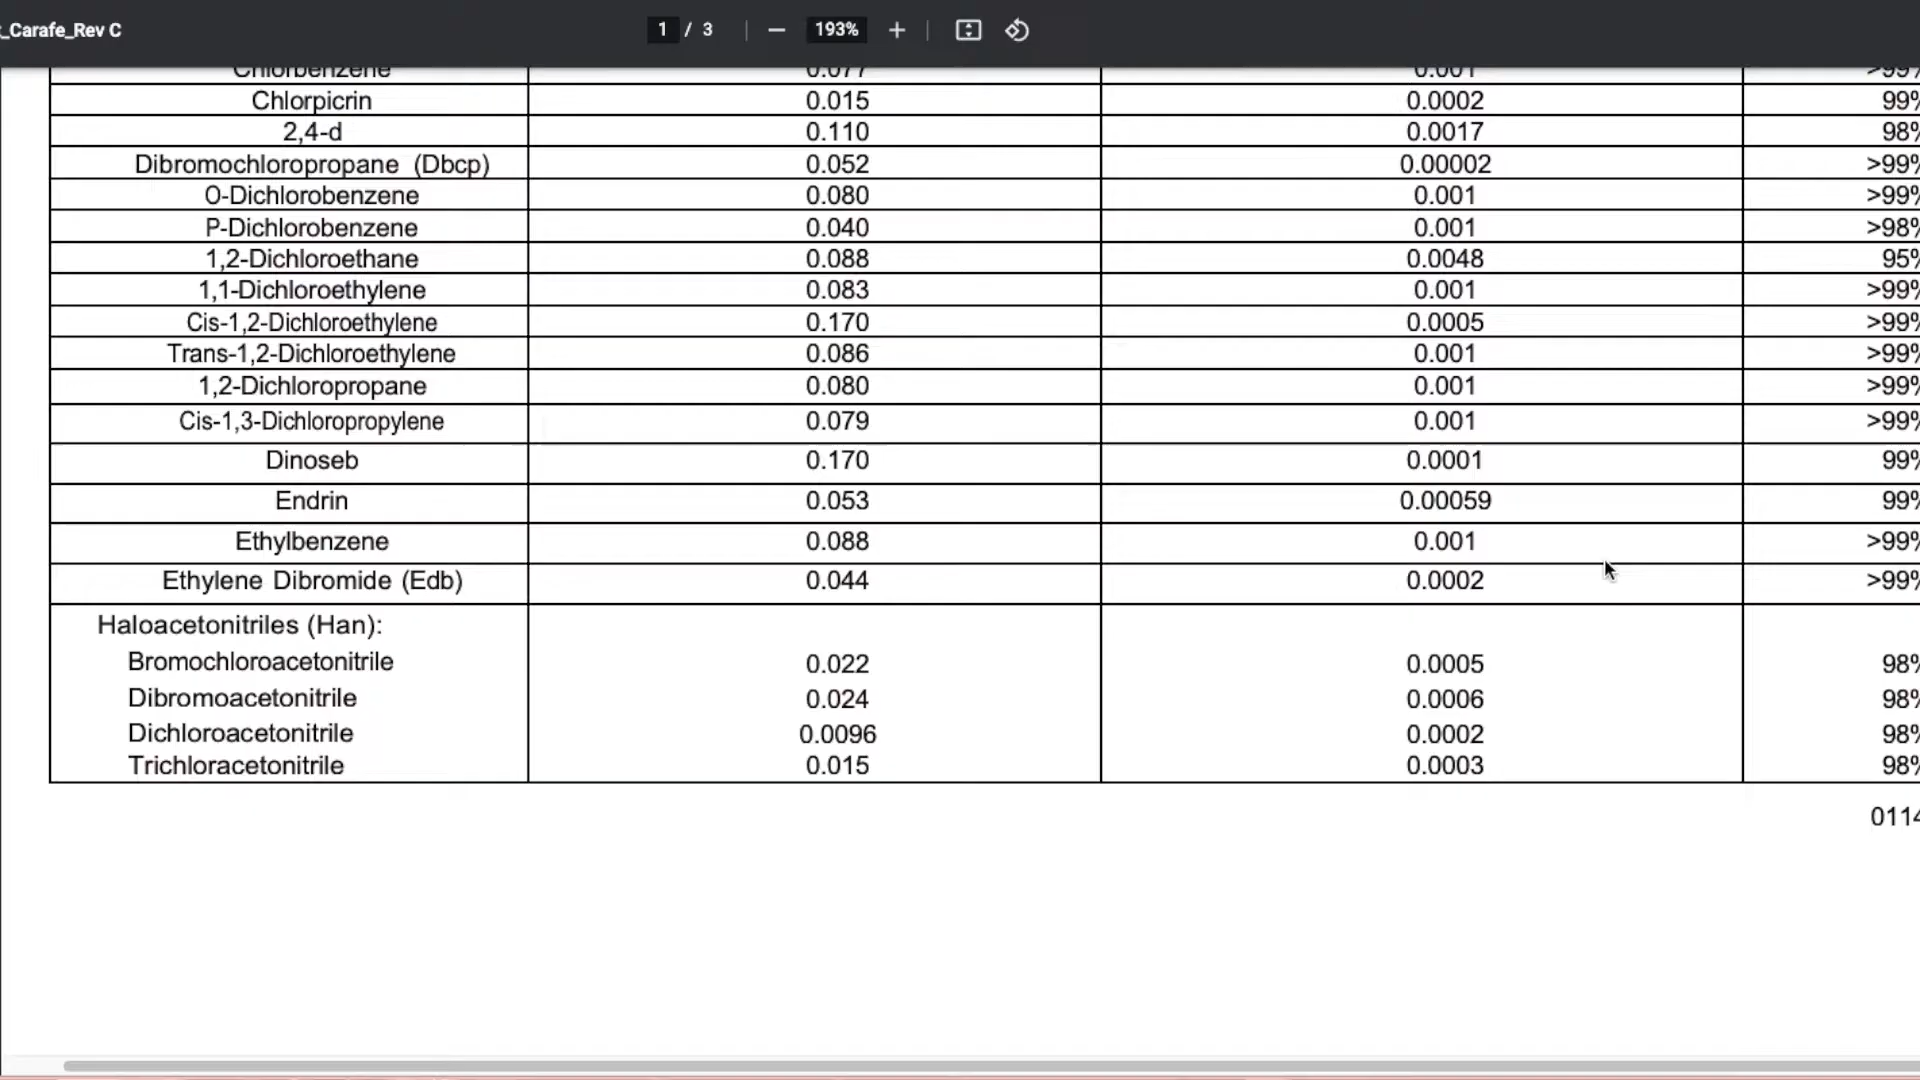 _Carafe_Rev C
1 / 3
193%
Chlorbenzene 0.077 0.001 >99%
Chlorpicrin 0.015 0.0002 99%
2,4-d 0.110 0.0017 98%
Dibromochloropropane (Dbcp) 0.052 0.00002 >99%
O-Dichlorobenzene 0.080 0.001 >99%
P-Dichlorobenzene 0.040 0.001 >98%
1,2-Dichloroethane 0.088 0.0048 95%
1,1-Dichloroethylene 0.083 0.001 >99%
Cis-1,2-Dichloroethylene 0.170 0.0005 >99%
Trans-1,2-Dichloroethylene 0.086 0.001 >99%
1,2-Dichloropropane 0.080 0.001 >99%
Cis-1,3-Dichloropropylene 0.079 0.001 >99%
Dinoseb 0.170 0.0001 99%
Endrin 0.053 0.00059 99%
Ethylbenzene 0.088 0.001 >99%
Ethylene Dibromide (Edb) 0.044 0.0002 >99%
Haloacetonitriles (Han):
Bromochloroacetonitrile 0.022 0.0005 98%
Dibromoacetonitrile 0.024 0.0006 98%
Dichloroacetonitrile 0.0096 0.0002 98%
Trichloracetonitrile 0.015 0.0003 98%
0114